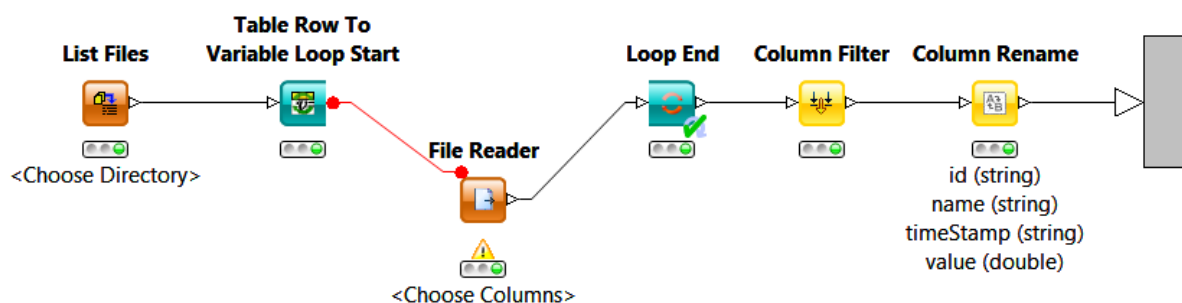 List Files
Table Row To
Variable Loop Start
File Reader
Loop End
Column Filter
Column Rename
<Choose Directory>
<Choose Columns>
id (string)
name (string)
timeStamp (string)
value (double)